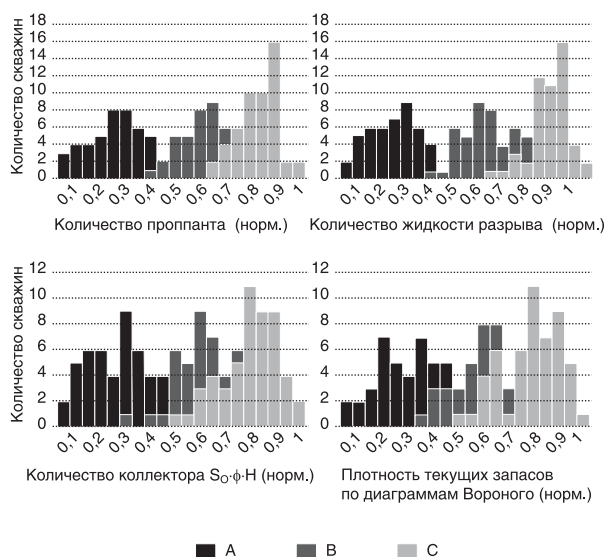 Количество скважин
18
16
14
12
10
8
6
4
2
0
0,1 0,2 0,3 0,4 0,5 0,6 0,7 0,8 0,9 1
Количество проппанта (норм.)
18
16
14
12
10
8
6
4
2
0
0,1 0,2 0,3 0,4 0,5 0,6 0,7 0,8 0,9 1
Количество жидкости разрыва (норм.)
Количество скважин
12
10
8
6
4
2
0
0,1 0,2 0,3 0,4 0,5 0,6 0,7 0,8 0,9 1
Количество коллектора Sₒ·ϕ·H (норм.)
12
10
8
6
4
2
0
0,1 0,2 0,3 0,4 0,5 0,6 0,7 0,8 0,9 1
Плотность текущих запасов
по диаграммам Вороного (норм.)
A B C